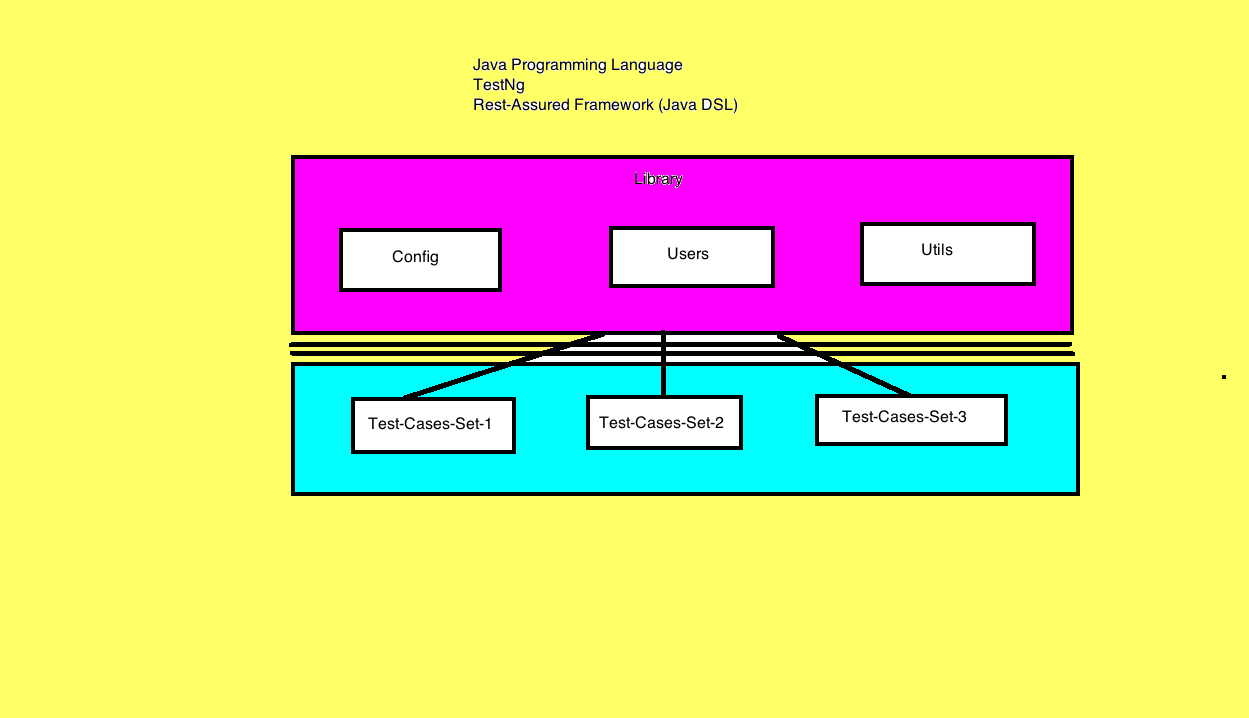 Java Programming Language
TestNg
Rest-Assured Framework (Java DSL)
Library
Config
Users
Utils
Test-Cases-Set-1
Test-Cases-Set-2
Test-Cases-Set-3